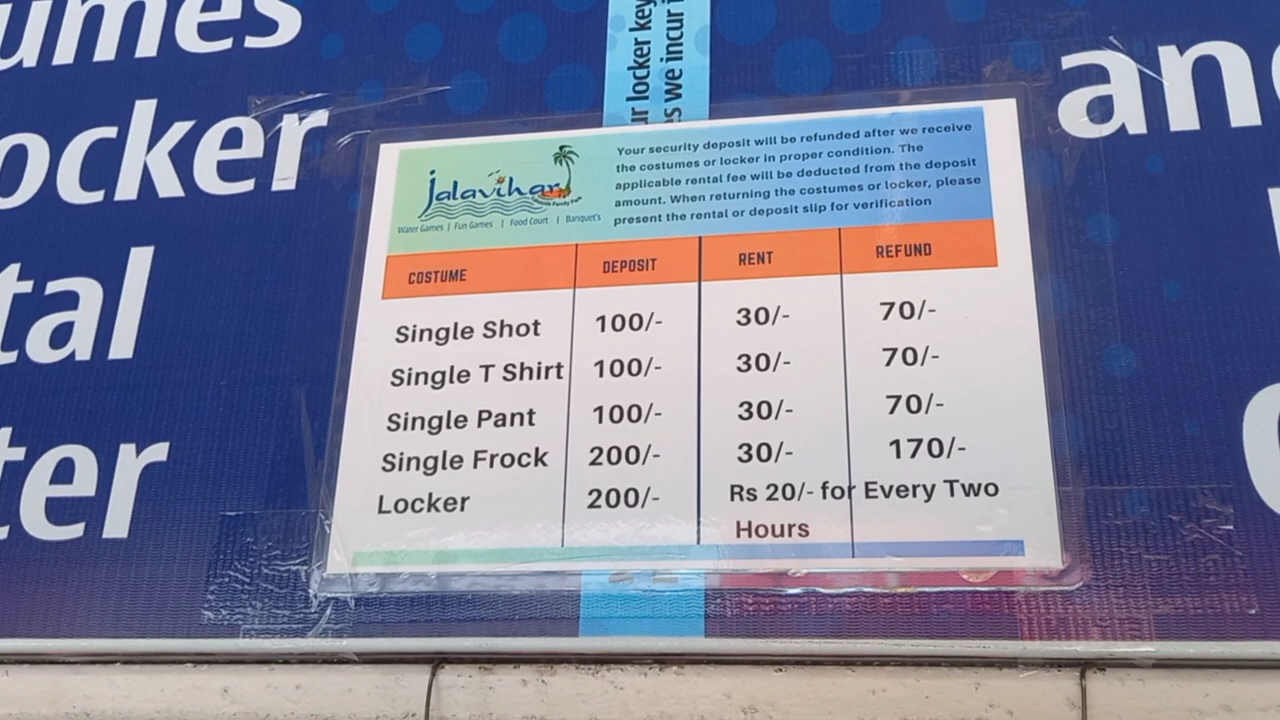 umes
ocker
tal
ter
ur locker key
s we incur i
an
jalavihar
Water Games | Fun Games | Food Court | Banquet's
Your security deposit will be refunded after we receive
the costumes or locker in proper condition. The
applicable rental fee will be deducted from the deposit
amount. When returning the costumes or locker, please
present the rental or deposit slip for verification
COSTUME DEPOSIT RENT REFUND
Single Shot 100/- 30/- 70/-
Single T Shirt 100/- 30/- 70/-
Single Pant 100/- 30/- 70/-
Single Frock 200/- 30/- 170/-
Locker 200/- Rs 20/- for Every Two
Hours